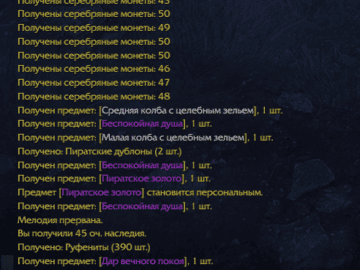 Получены серебряные монеты: 45
Получены серебряные монеты: 50
Получены серебряные монеты: 49
Получены серебряные монеты: 50
Получены серебряные монеты: 50
Получены серебряные монеты: 46
Получены серебряные монеты: 47
Получены серебряные монеты: 48
Получен предмет: [Средняя колба с целебным зельем], 1 шт.
Получен предмет: [Беспокойная душа], 1 шт.
Получен предмет: [Малая колба с целебным зельем], 1 шт.
Получено: Пиратские дублоны (2 шт.)
Получен предмет: [Беспокойная душа], 1 шт.
Получен предмет: [Пиратское золото], 1 шт.
Предмет [Пиратское золото] становится персональным.
Получен предмет: [Беспокойная душа], 1 шт.
Мелодия прервана.
Вы получили 45 оч. наследия.
Получено: Руфениты (390 шт.)
Получен предмет: [Дар вечного покоя], 1 шт.